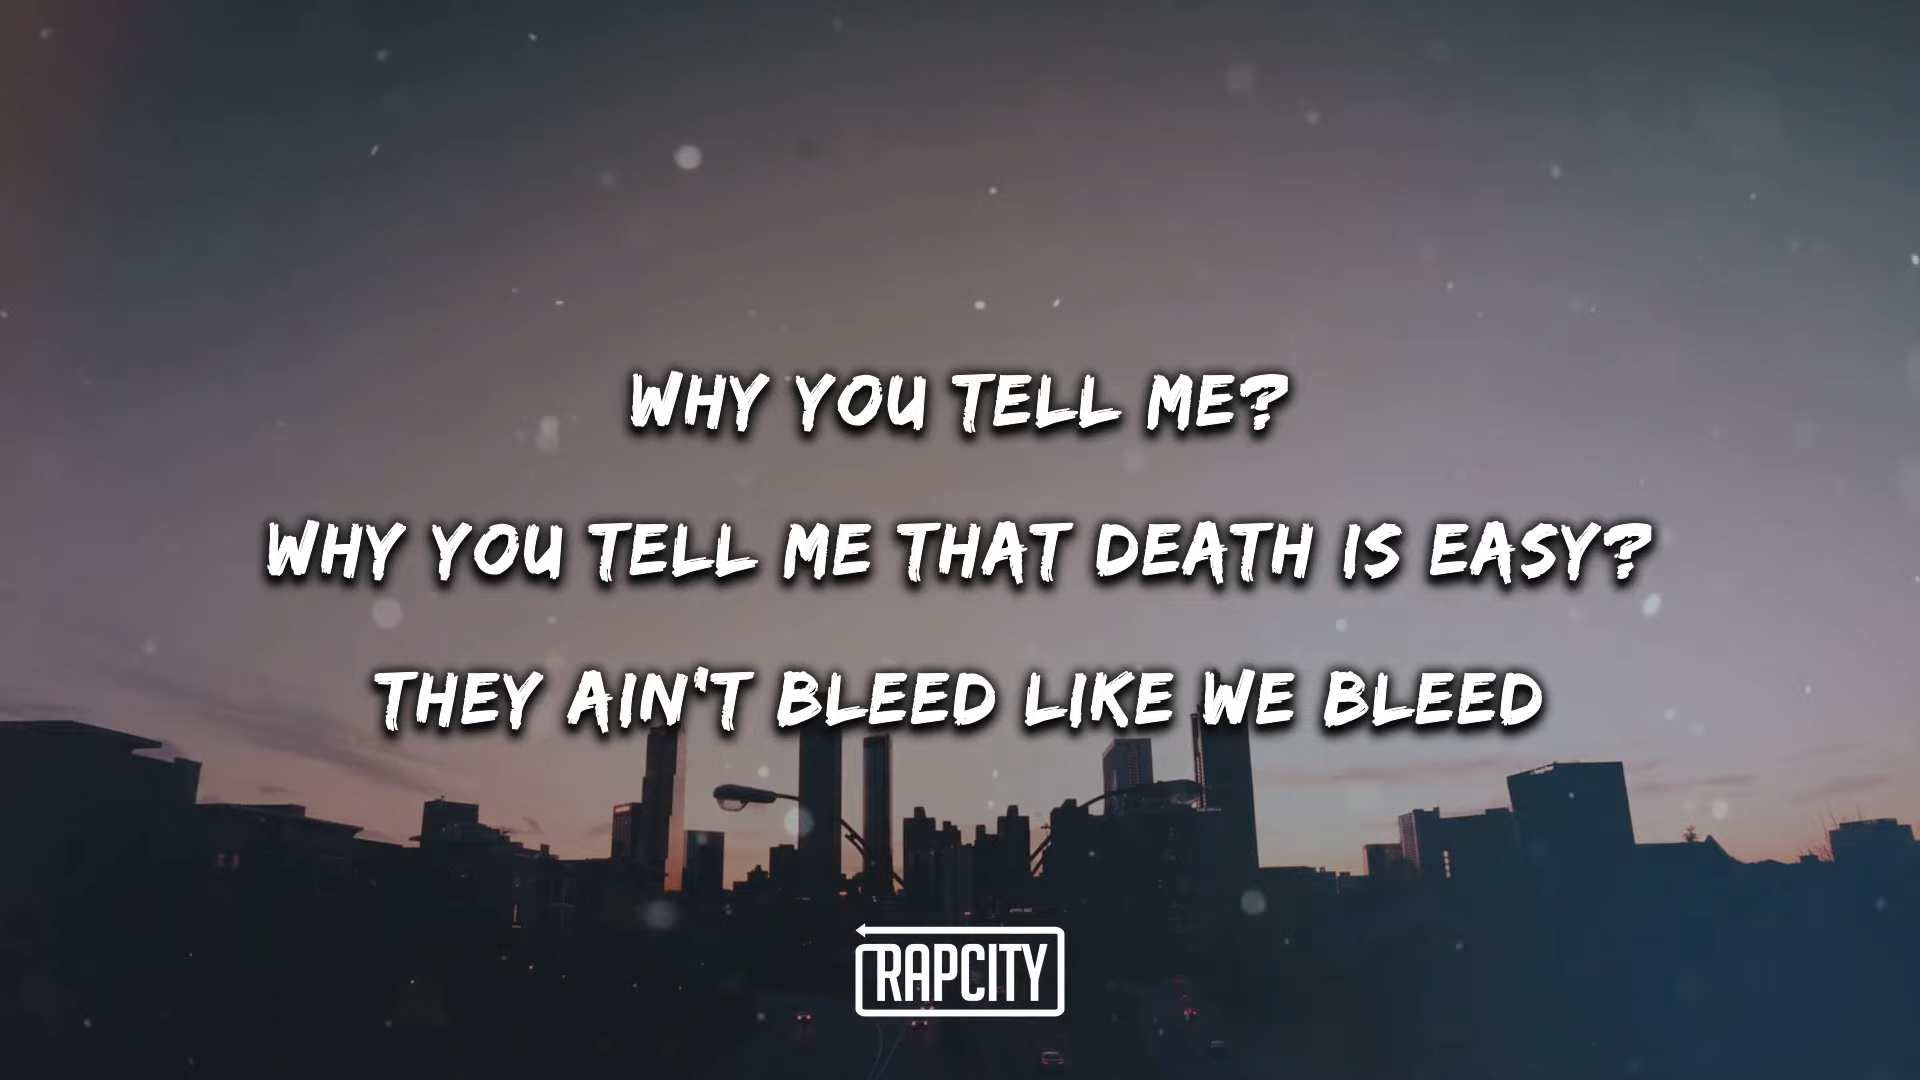 WHY YOU TELL ME?
WHY YOU TELL ME THAT DEATH IS EASY?
THEY AIN'T BLEED LIKE WE BLEED
RAPCITY